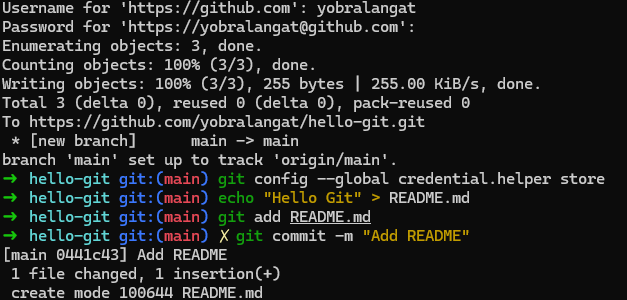 Username for 'https://github.com': yobralangat
Password for 'https://yobralangat@github.com':
Enumerating objects: 3, done.
Counting objects: 100% (3/3), done.
Writing objects: 100% (3/3), 255 bytes | 255.00 KiB/s, done.
Total 3 (delta 0), reused 0 (delta 0), pack-reused 0
To https://github.com/yobralangat/hello-git.git
 * [new branch]      main -> main
branch 'main' set up to track 'origin/main'.
➜  hello-git git:(main) git config --global credential.helper store
➜  hello-git git:(main) echo "Hello Git" > README.md
➜  hello-git git:(main) git add README.md
➜  hello-git git:(main) ✗ git commit -m "Add README"
[main 0441c43] Add README
 1 file changed, 1 insertion(+)
 create mode 100644 README.md